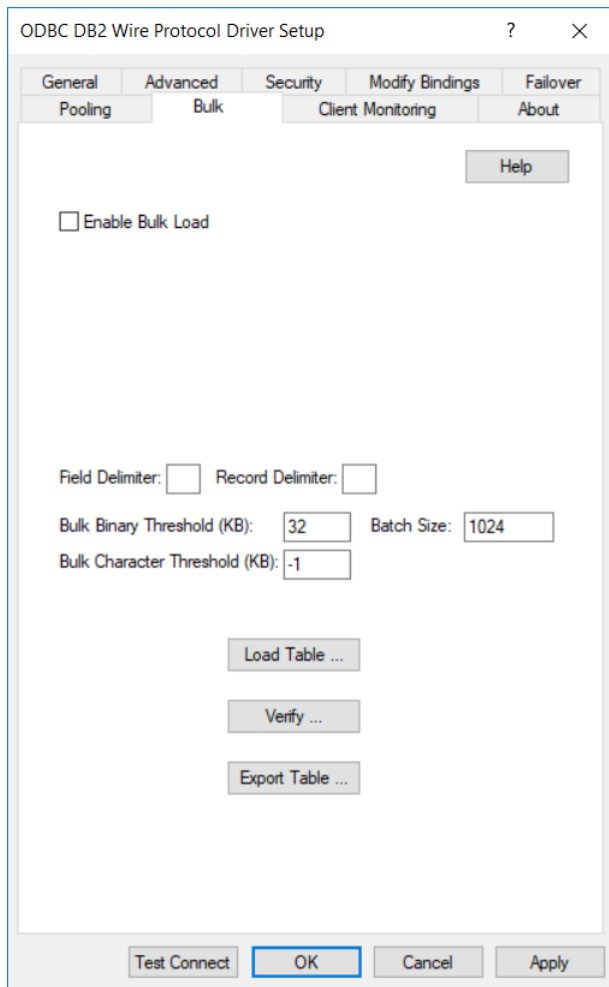 ODBC DB2 Wire Protocol Driver Setup ? ×
General Advanced Security Modify Bindings Failover
Pooling Bulk Client Monitoring About
Help
Enable Bulk Load
Field Delimiter: Record Delimiter:
Bulk Binary Threshold (KB): 32 Batch Size: 1024
Bulk Character Threshold (KB): -1
Load Table ...
Verify ...
Export Table ...
Test Connect OK Cancel Apply